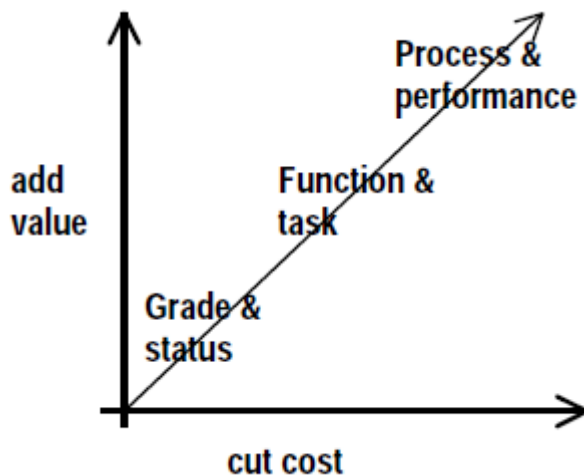 Process &
performance
add
value
Function &
task
Grade &
status
cut cost